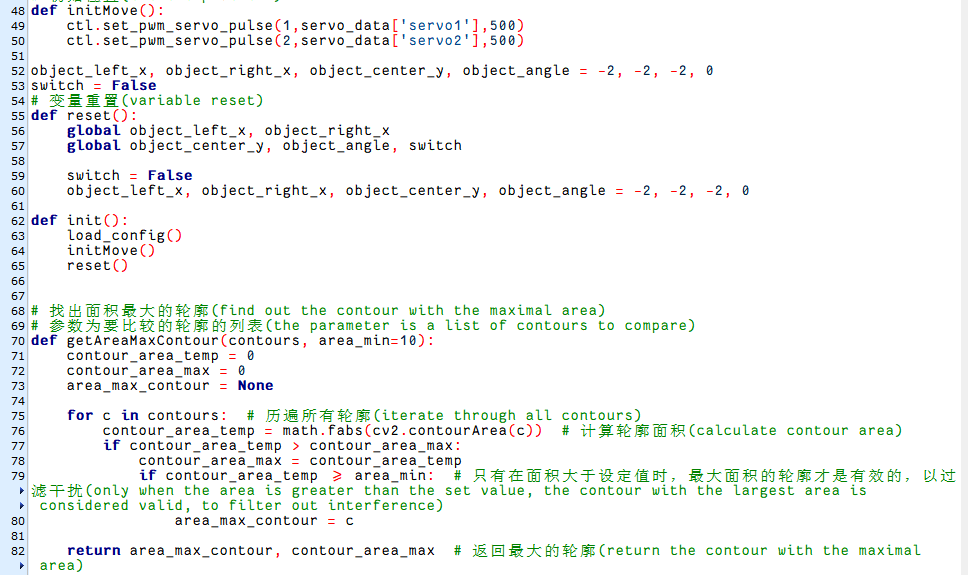 48 def initMove():
49     ctl.set_pwm_servo_pulse(1,servo_data['servo1'],500)
50     ctl.set_pwm_servo_pulse(2,servo_data['servo2'],500)
51
52 object_left_x, object_right_x, object_center_y, object_angle = -2, -2, -2, 0
53 switch = False
54 # 变量重置(variable reset)
55 def reset():
56     global object_left_x, object_right_x
57     global object_center_y, object_angle, switch
58
59     switch = False
60     object_left_x, object_right_x, object_center_y, object_angle = -2, -2, -2, 0
61
62 def init():
63     load_config()
64     initMove()
65     reset()
66
67
68 # 找出面积最大的轮廓(find out the contour with the maximal area)
69 # 参数为要比较的轮廓的列表(the parameter is a list of contours to compare)
70 def getAreaMaxContour(contours, area_min=10):
71     contour_area_temp = 0
72     contour_area_max = 0
73     area_max_contour = None
74
75     for c in contours:  # 历遍所有轮廓(iterate through all contours)
76         contour_area_temp = math.fabs(cv2.contourArea(c))  # 计算轮廓面积(calculate contour area)
77         if contour_area_temp > contour_area_max:
78             contour_area_max = contour_area_temp
79             if contour_area_temp ⩾ area_min:  # 只有在面积大于设定值时，最大面积的轮廓才是有效的，以过
滤干扰(only when the area is greater than the set value, the contour with the largest area is
considered valid, to filter out interference)
80                 area_max_contour = c
81
82     return area_max_contour, contour_area_max  # 返回最大的轮廓(return the contour with the maximal
area)